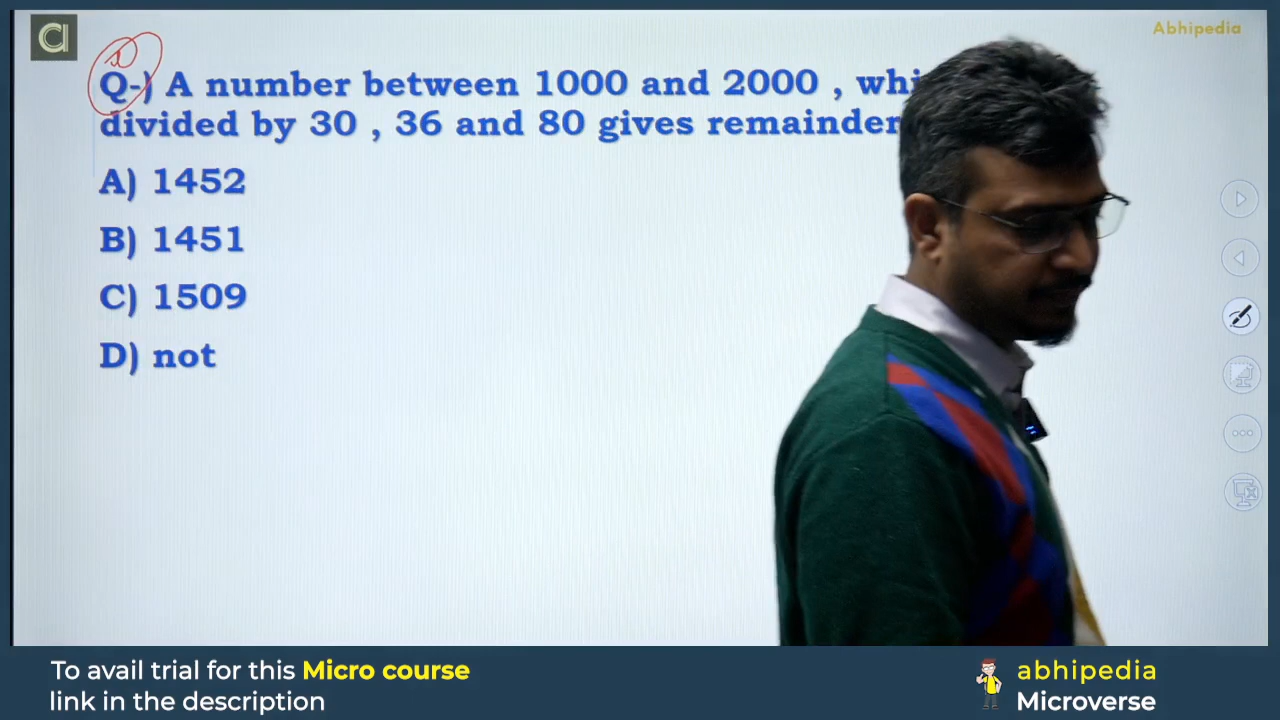 Abhipedia
Q-) A number between 1000 and 2000 , whi
divided by 30 , 36 and 80 gives remainder
A) 1452
B) 1451
C) 1509
D) not
To avail trial for this Micro course
link in the description
abhipedia
Microverse